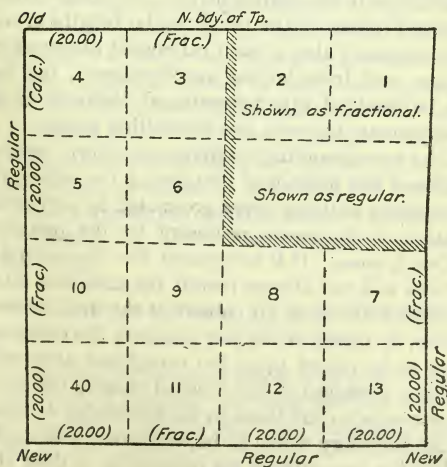 Old N. bdy. of Tp.
(20.00) (Frac.)
(Calc.) 4 3 2 1
Shown as fractional.
Regular
(20.00) 5 6 Shown as regular.
(Frac.) 10 9 8 7 (Frac.)
(20.00) 40 11 12 13 (20.00) Regular
(20.00) (Frac.) (20.00) (20.00)
New Regular New